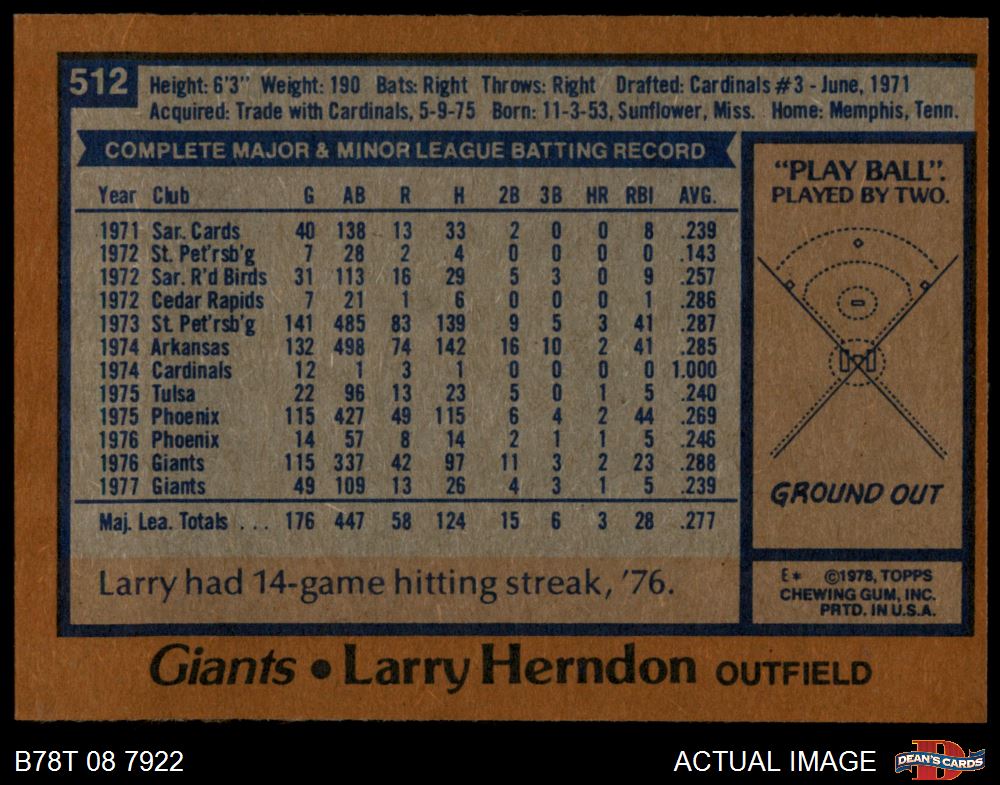 512
Height: 6'3" Weight: 190 Bats: Right Throws: Right Drafted: Cardinals #3 - June, 1971
Acquired: Trade with Cardinals, 5-9-75 Born: 11-3-53, Sunflower, Miss. Home: Memphis, Tenn.
COMPLETE MAJOR & MINOR LEAGUE BATTING RECORD
Year Club G AB R H 2B 3B HR RBI AVG.
1971 Sar. Cards 40 138 13 33 2 0 0 8 .239
1972 St. Pet'rsb'g 7 28 2 4 0 0 0 0 .143
1972 Sar. R'd Birds 31 113 16 29 5 3 0 9 .257
1972 Cedar Rapids 7 21 1 6 0 0 0 1 .286
1973 St. Pet'rsb'g 141 485 83 139 9 5 3 41 .287
1974 Arkansas 132 498 74 142 16 10 2 41 .285
1974 Cardinals 12 1 3 1 0 0 0 0 1.000
1975 Tulsa 22 96 13 23 5 0 1 5 .240
1975 Phoenix 115 427 49 115 6 4 2 44 .269
1976 Phoenix 14 57 8 14 2 1 1 5 .246
1976 Giants 115 337 42 97 11 3 2 23 .288
1977 Giants 49 109 13 26 4 3 1 5 .239
Maj. Lea. Totals . . . 176 447 58 124 15 6 3 28 .277
Larry had 14-game hitting streak, '76.
"PLAY BALL".
PLAYED BY TWO.
GROUND OUT
E* ©1978, TOPPS
CHEWING GUM, INC.
PRTD. IN U.S.A.
Giants • Larry Herndon OUTFIELD
B78T 08 7922
ACTUAL IMAGE
D
DEAN'S CARDS